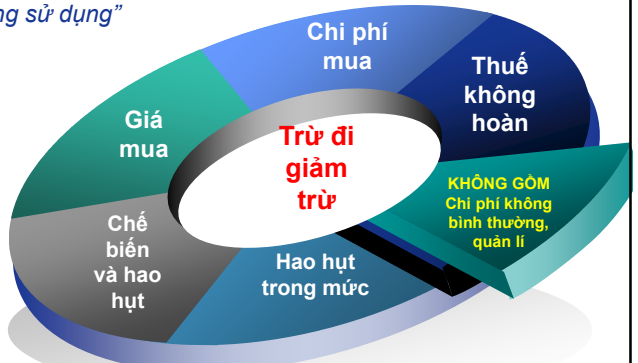 ng sử dụng”
Chi phí
mua
Thuế
không
hoàn
Giá
mua
Trừ đi
giảm
trừ
KHÔNG GỒM
Chi phí không
bình thường,
quản lí
Chế
biến
và hao
hụt
Hao hụt
trong mức